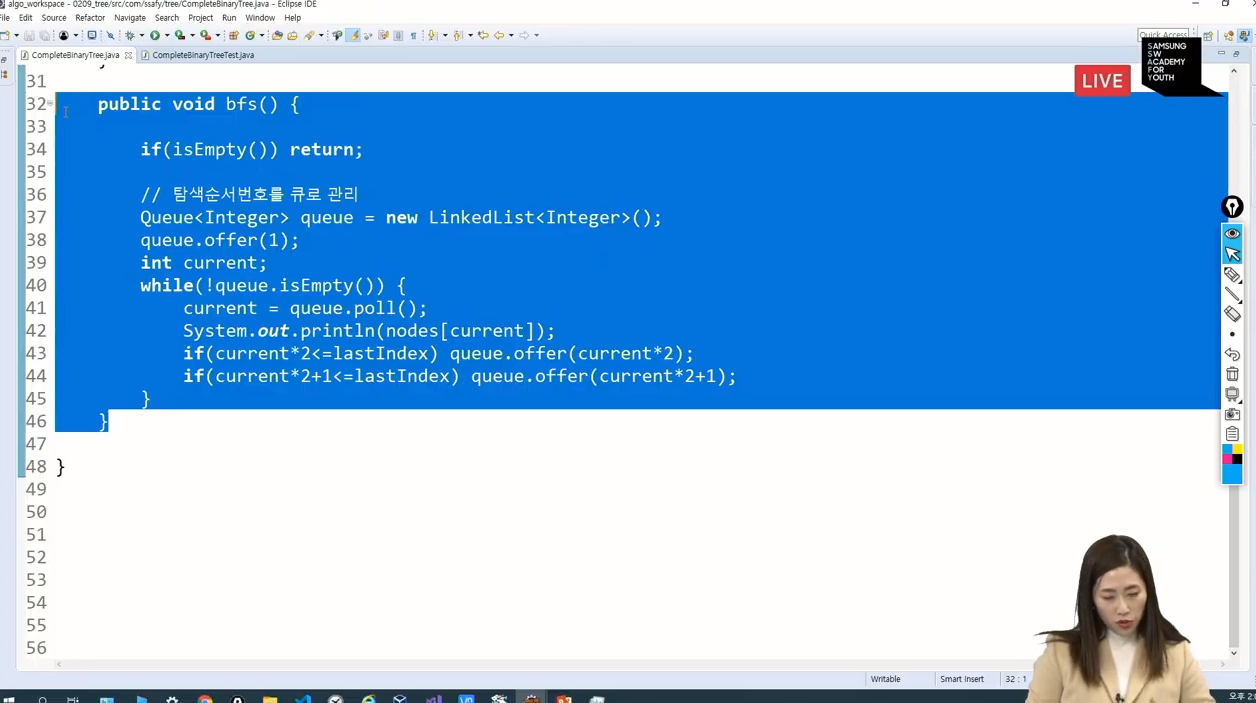 algo_workspace - 0209_tree/src/com/ssafy/CompleteBinaryTree.java - Eclipse IDE
File Edit Source Refactor Navigate Search Project Run Window Help
Quick Access
CompleteBinaryTree.java CompleteBinaryTreeTest.java
SAMSUNG
SW
ACADEMY
FOR
YOUTH
LIVE
31
32 public void bfs() {
33
34 if(isEmpty()) return;
35
36 // 탐색순서번호를 큐로 관리
37 Queue<Integer> queue = new LinkedList<Integer>();
38 queue.offer(1);
39 int current;
40 while(!queue.isEmpty()) {
41 current = queue.poll();
42 System.out.println(nodes[current]);
43 if(current*2<=lastIndex) queue.offer(current*2);
44 if(current*2+1<=lastIndex) queue.offer(current*2+1);
45 }
46 }
47
48 }
49
50
51
52
53
54
55
56
Writable Smart Insert 32 : 1